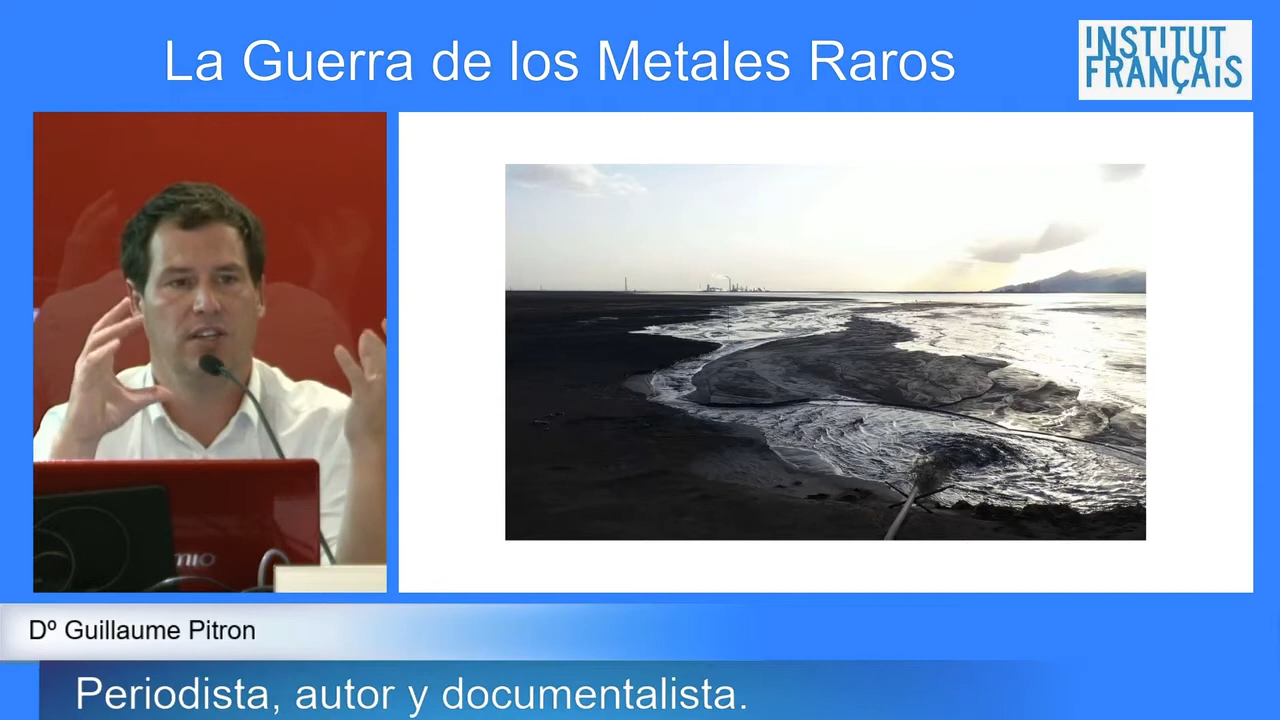 La Guerra de los Metales Raros
INSTITUT
FRANÇAIS
Dº Guillaume Pitron
Periodista, autor y documentalista.